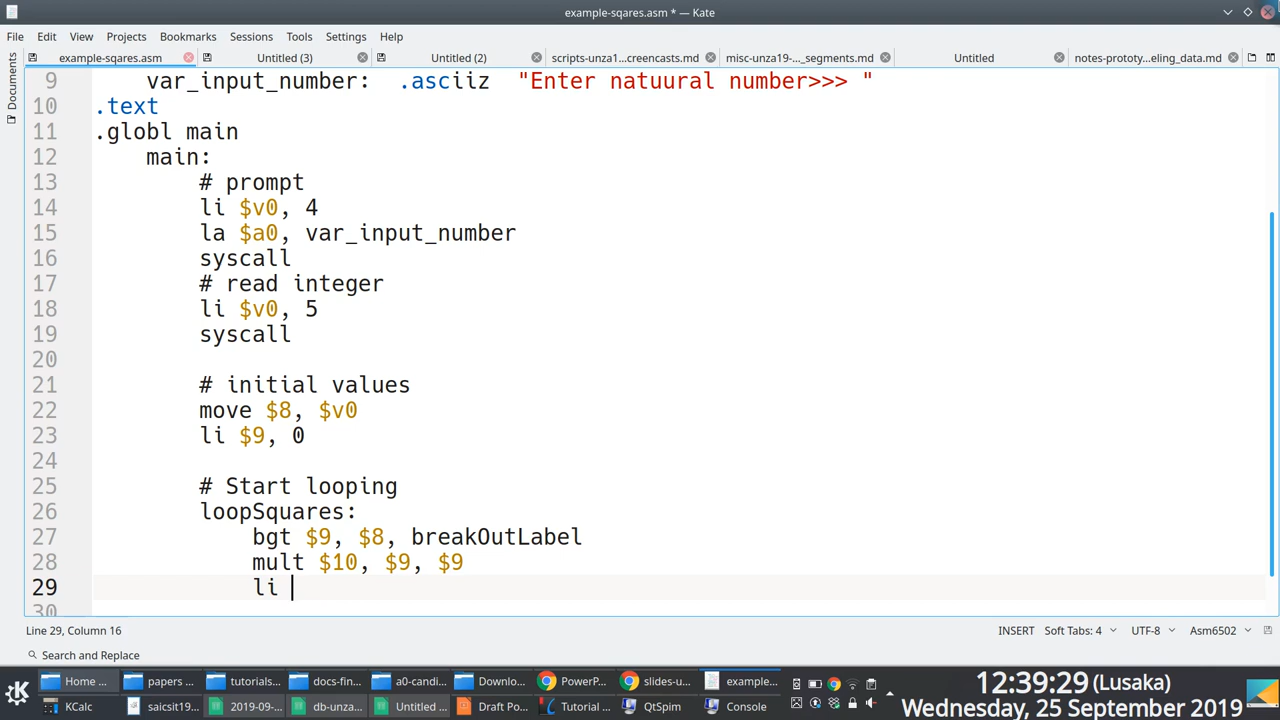 example-sqares.asm * — Kate
File Edit View Projects Bookmarks Sessions Tools Settings Help
example-sqares.asm Untitled (3) Untitled (2) scripts-unza1...creencasts.md misc-unza19-..._segments.md Untitled notes-prototy...eling_data.md
Documents
9 var_input_number: .asciiz "Enter natuural number>>> "
10 .text
11 .globl main
12 main:
13 # prompt
14 li $v0, 4
15 la $a0, var_input_number
16 syscall
17 # read integer
18 li $v0, 5
19 syscall
20
21 # initial values
22 move $8, $v0
23 li $9, 0
24
25 # Start looping
26 loopSquares:
27 bgt $9, $8, breakOutLabel
28 mult $10, $9, $9
29 li
30
Line 29, Column 16 INSERT Soft Tabs: 4 UTF-8 Asm6502
Search and Replace
Home ... papers ... tutorials... docs-fin... a0-candi... Downlo... PowerP... slides-u... example...
KCalc saicsit19... 2019-09-... db-unza... Untitled ... Draft Po... Tutorial ... QtSpim Console
12:39:29 (Lusaka)
Wednesday, 25 September 2019